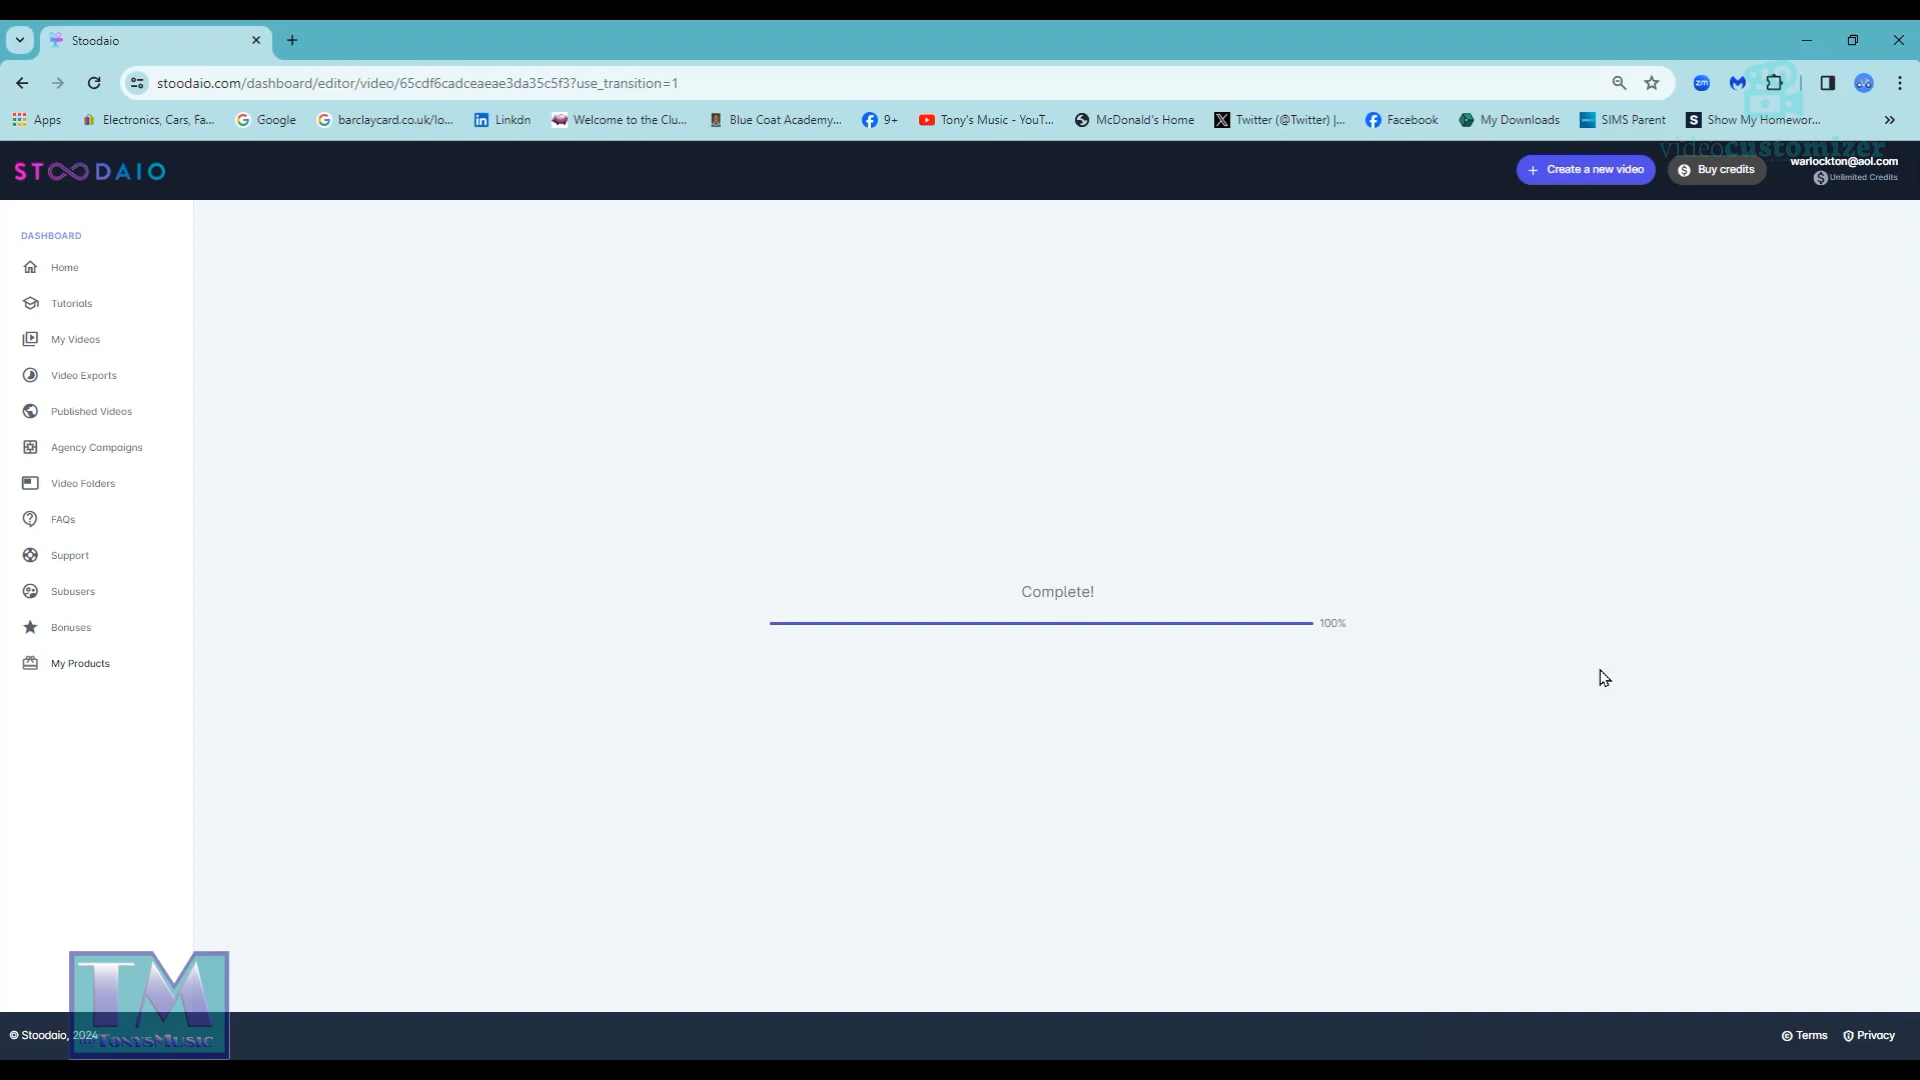 Stoodaio
stoodaio.com/dashboard/editor/video/65cdf6cadceaeae3da35c5f3?use_transition=1
zm
Apps
Electronics, Cars, Fa...
Google
barclaycard.co.uk/lo...
Linkdn
Welcome to the Clu...
Blue Coat Academy...
9+
Tony's Music - YouT...
McDonald's Home
Twitter (@Twitter) |...
Facebook
My Downloads
SIMS Parent
Show My Homewor...
videocustomizer
STOODAIO
Create a new video
Buy credits
warlockton@aol.com
Unlimited Credits
DASHBOARD
Home
Tutorials
My Videos
Video Exports
Published Videos
Agency Campaigns
Video Folders
FAQs
Support
Subusers
Bonuses
My Products
Complete!
100%
TM
@TonysMusic
© Stoodaio, 2024
Terms
Privacy